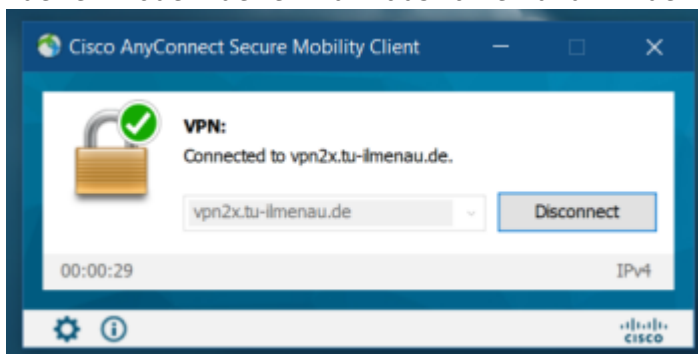 Cisco AnyConnect Secure Mobility Client
VPN:
Connected to vpn2x.tu-ilmenau.de.
vpn2x.tu-ilmenau.de
Disconnect
00:00:29
IPv4
CISCO